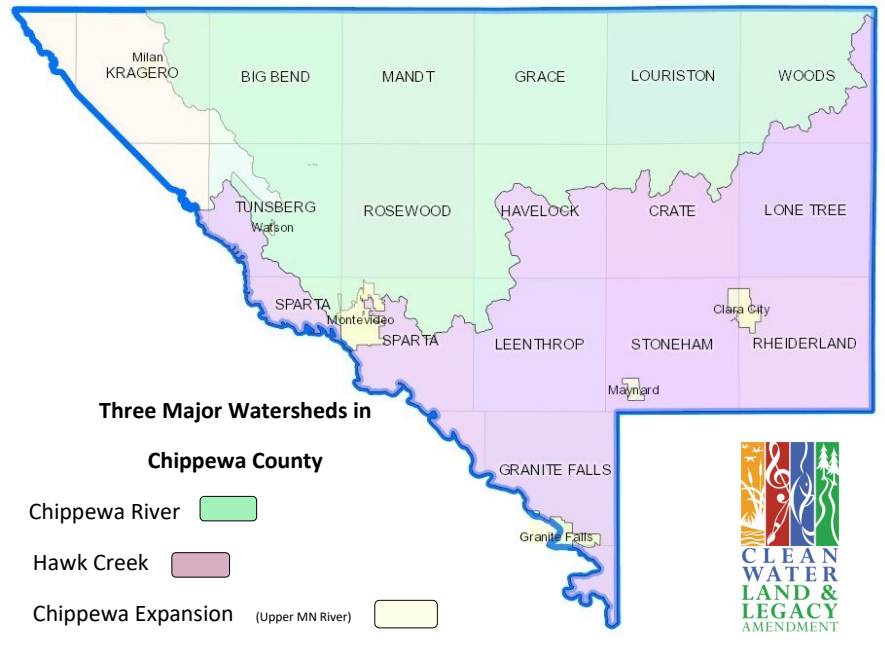 Milan
KRAGERO
BIG BEND
MANDT
GRACE
LOURISTON
WOODS
TUNSBERG
Watson
ROSEWOOD
HAVELOCK
CRATE
LONE TREE
SPARTA
Montevideo
SPARTA
LEENTHROP
STONEHAM
Clara City
RHEIDERLAND
Maynard
GRANITE FALLS
Granite Falls
Three Major Watersheds in
Chippewa County
Chippewa River
Hawk Creek
Chippewa Expansion (Upper MN River)
CLEAN
WATER
LAND &
LEGACY
AMENDMENT